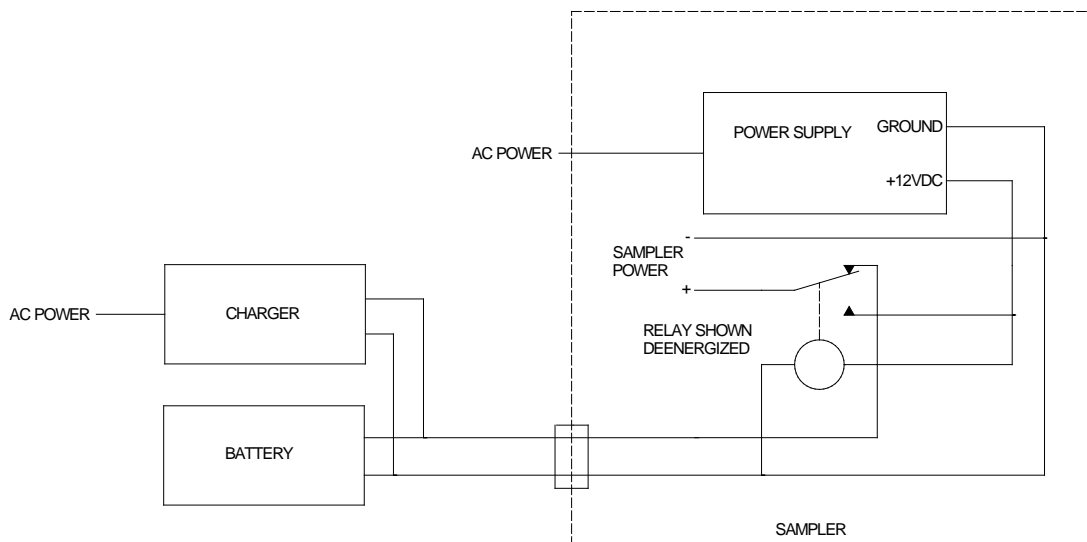 POWER SUPPLY
GROUND
+12VDC
AC POWER
-
SAMPLER
POWER
+
RELAY SHOWN
DEENERGIZED
AC POWER
CHARGER
BATTERY
SAMPLER